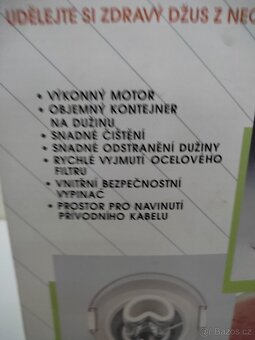 UDĚLEJTE SI ZDRAVÝ DŽUS Z
• VÝKONNÝ MOTOR
• OBJEMNÝ KONTEJNER
NA DUŽINU
• SNADNÉ ČIŠTĚNÍ
• SNADNÉ ODSTRANĚNÍ DUŽINY
• RYCHLÉ VYJMUTÍ OCELOVÉHO
FILTRU
• VNITŘNÍ BEZPEČNOSTNÍ
VYPÍNAČ
• PROSTOR PRO NAVINUTÍ
PŘÍVODNÍHO KABELU
Bazoš.cz